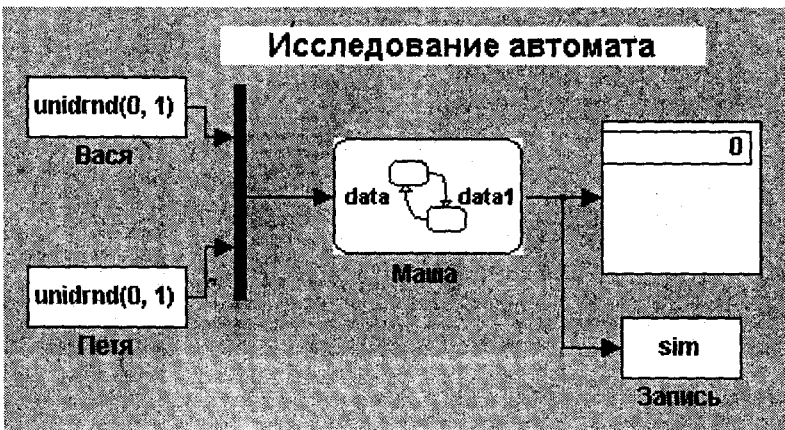 Исследование автомата
unidrnd(0, 1)
Вася
data
data1
Маша
0
unidrnd(0, 1)
Петя
sim
Запись